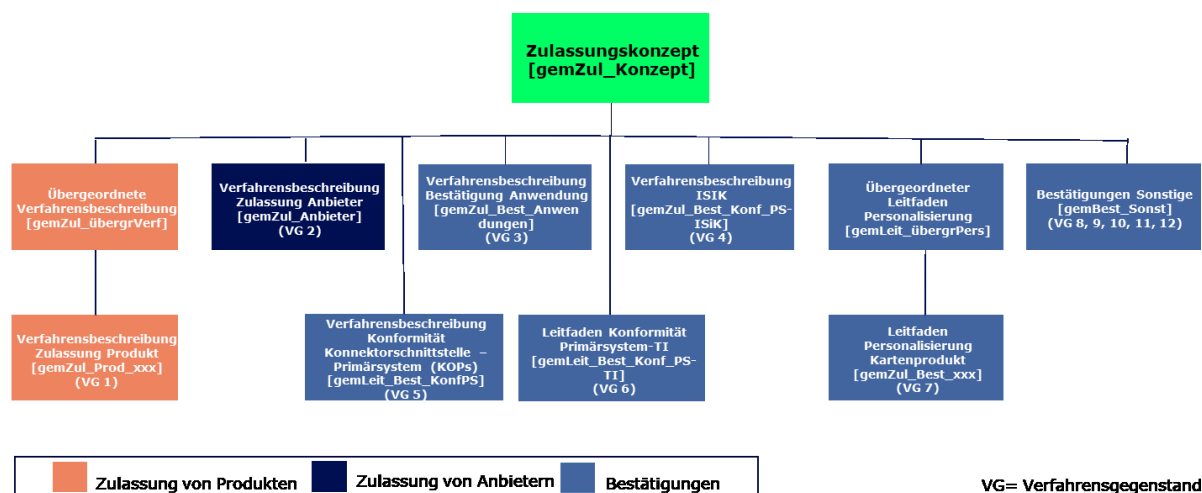 Zulassungskonzept
[gemZul_Konzept]
Übergeordnete
Verfahrensbeschreibung
[gemZul_übergrVerf]
Verfahrensbeschreibung
Zulassung Anbieter
[gemZul_Anbieter]
(VG 2)
Verfahrensbeschreibung
Bestätigung Anwendung
[gemZul_Best_Anwen
dungen]
(VG 3)
Verfahrensbeschreibung
ISIK
[gemZul_Best_Konf_PS-
ISiK]
(VG 4)
Übergeordneter
Leitfaden
Personalisierung
[gemLeit_übergrPers]
Bestätigungen Sonstige
[gemBest_Sonst]
(VG 8, 9, 10, 11, 12)
Verfahrensbeschreibung
Zulassung Produkt
[gemZul_Prod_xxx]
(VG 1)
Verfahrensbeschreibung
Konformität
Konnektorschnittstelle –
Primärsystem (KOPs)
[gemLeit_Best_KonfPS]
(VG 5)
Leitfaden Konformität
Primärsystem-TI
[gemLeit_Best_Konf_PS-
TI]
(VG 6)
Leitfaden
Personalisierung
Kartenprodukt
[gemZul_Best_xxx]
(VG 7)
Zulassung von Produkten
Zulassung von Anbietern
Bestätigungen
VG= Verfahrensgegenstand